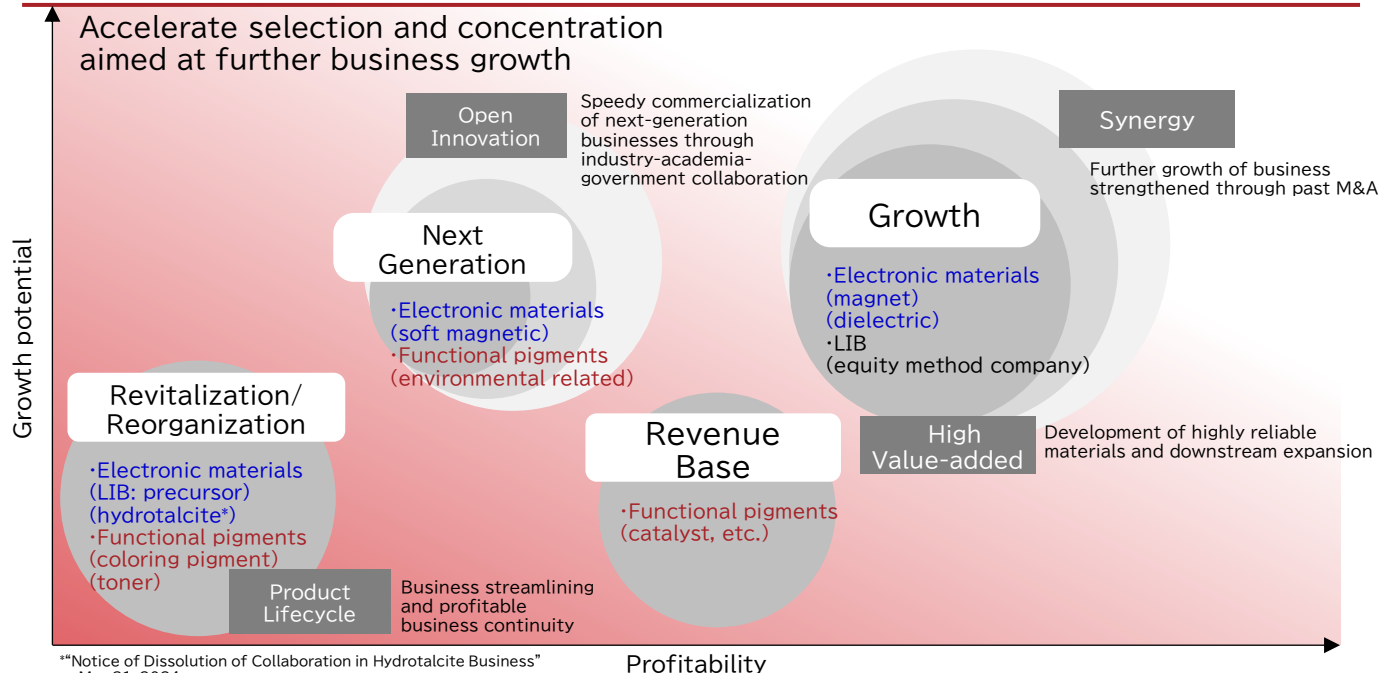 Accelerate selection and concentration
aimed at further business growth
Open
Innovation
Speedy commercialization
of next-generation
businesses through
industry-academia-
government collaboration
Synergy
Further growth of business
strengthened through past M&A
Growth
・Electronic materials
(magnet)
(dielectric)
・LIB
(equity method company)
Next
Generation
・Electronic materials
(soft magnetic)
・Functional pigments
(environmental related)
Growth potential
Revitalization/
Reorganization
・Electronic materials
(LIB: precursor)
(hydrotalcite*)
・Functional pigments
(coloring pigment)
(toner)
Product
Lifecycle
Business streamlining
and profitable
business continuity
Revenue
Base
・Functional pigments
(catalyst, etc.)
High
Value-added
Development of highly reliable
materials and downstream expansion
Profitability
*“Notice of Dissolution of Collaboration in Hydrotalcite Business”